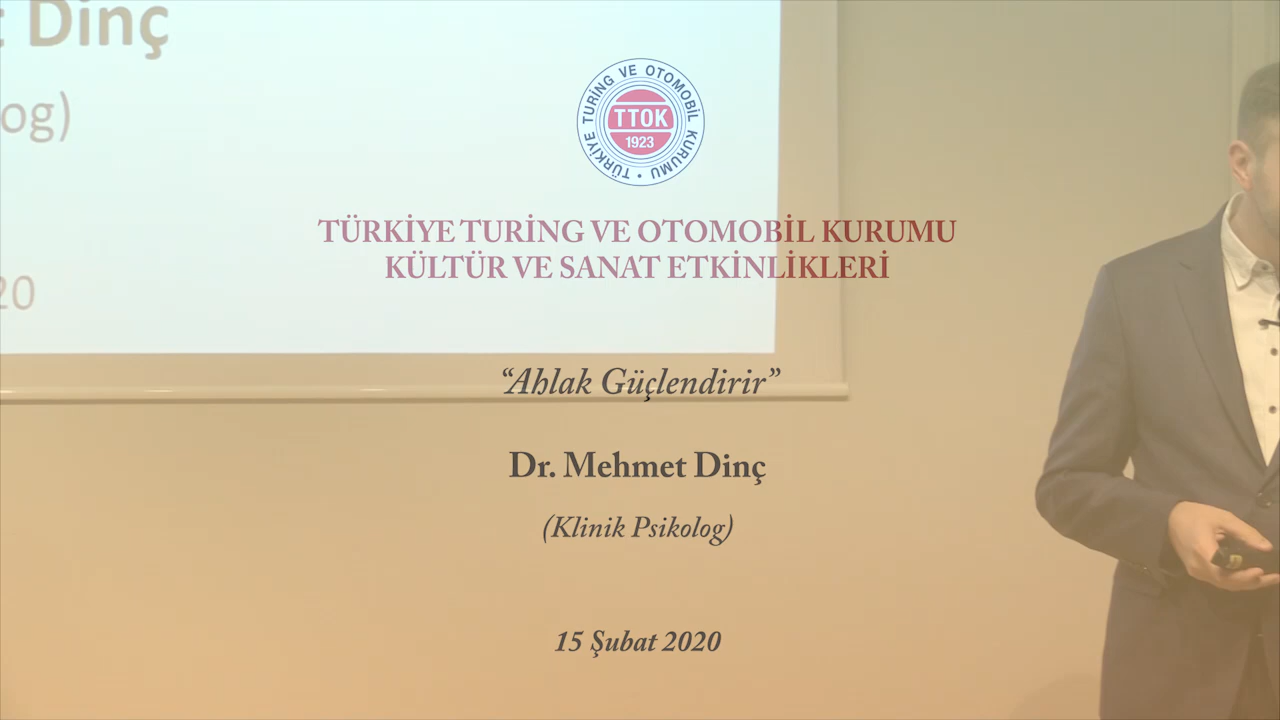 t Dinç
og)
20
TÜRKİYE TURİNG VE OTOMOBİL KURUMU •
TTOK
1923
TÜRKİYE TURİNG VE OTOMOBİL KURUMU
KÜLTÜR VE SANAT ETKİNLİKLERİ
“Ahlak Güçlendirir”
Dr. Mehmet Dinç
(Klinik Psikolog)
15 Şubat 2020